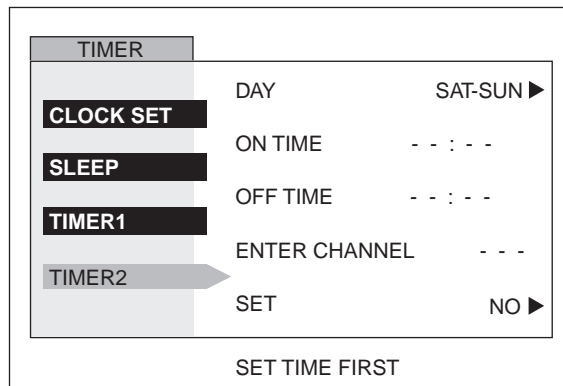 TIMER
CLOCK SET
SLEEP
TIMER1
TIMER2
DAY SAT-SUN ▶
ON TIME - - : - -
OFF TIME - - : - -
ENTER CHANNEL - - -
SET NO ▶
SET TIME FIRST